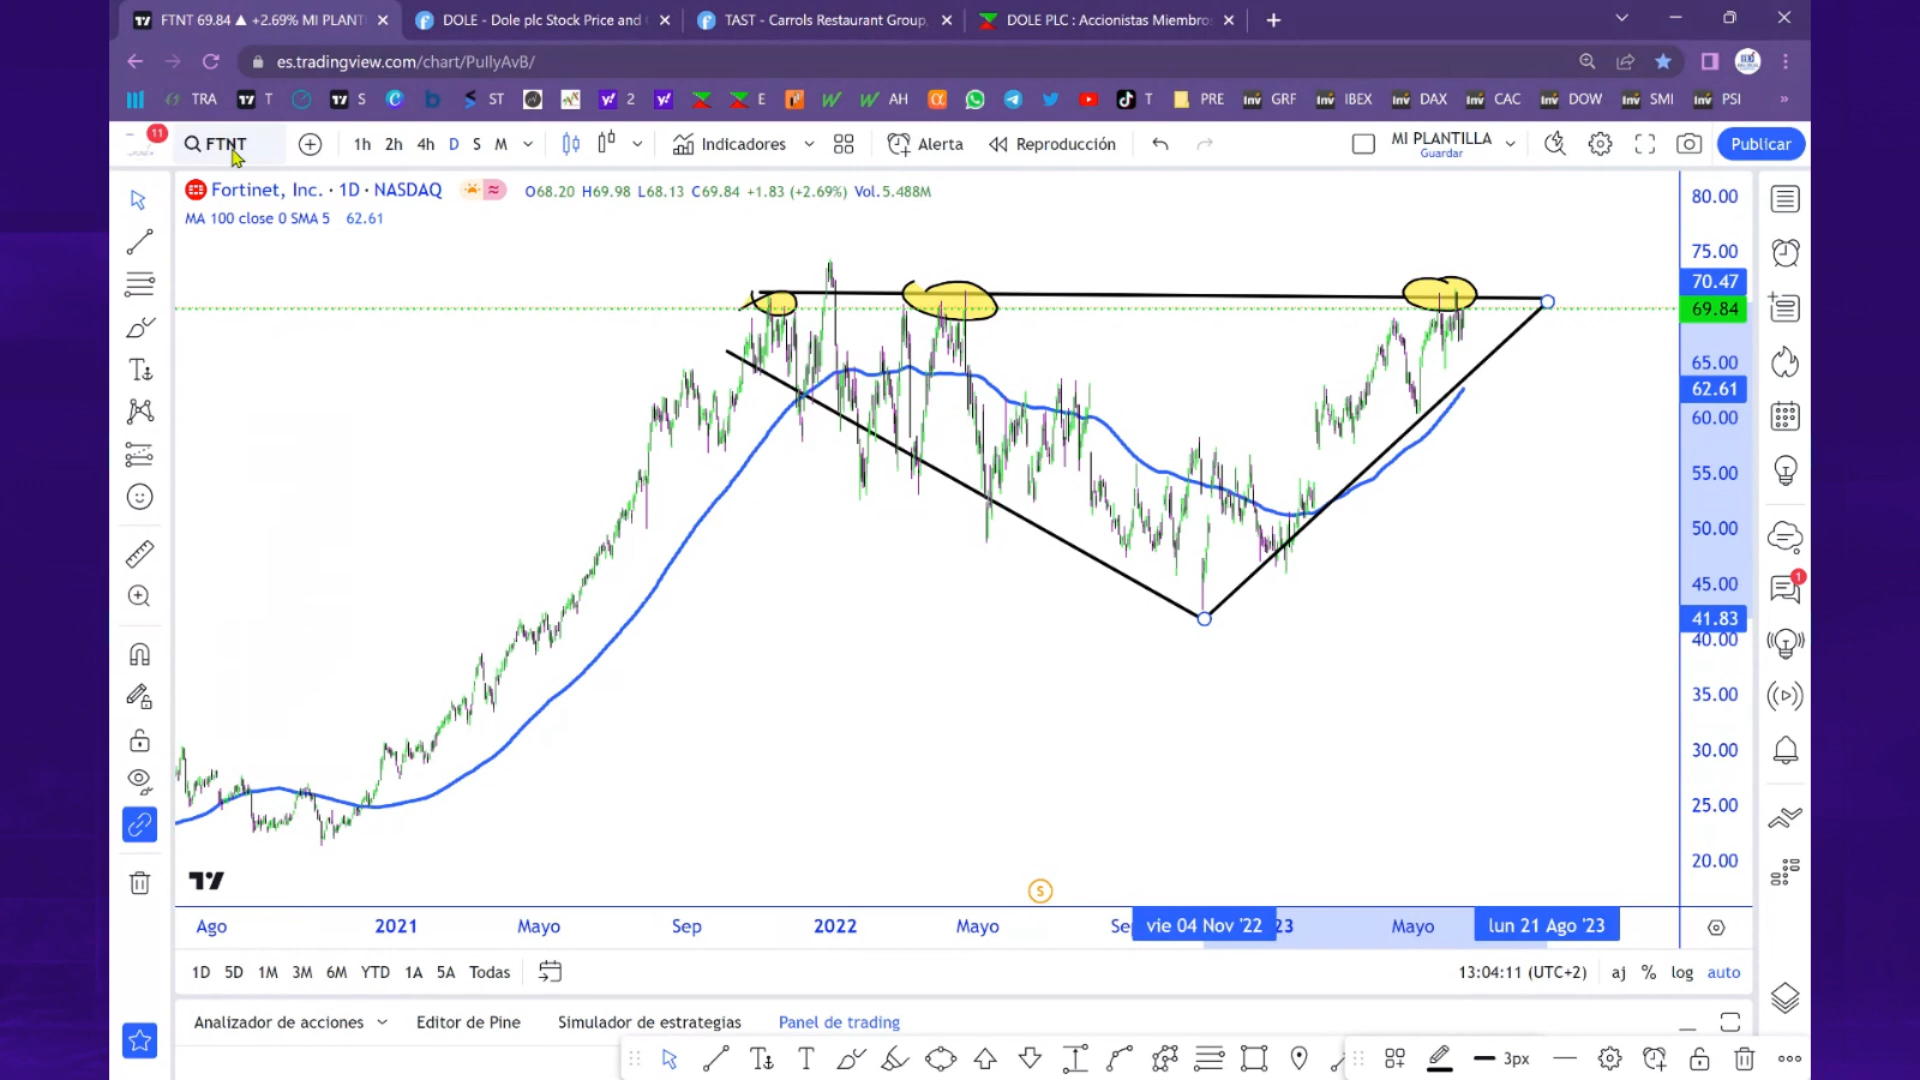 FTNT 69.84 ▲ +2.69% MI PLANT
DOLE - Dole plc Stock Price and
TAST - Carrols Restaurant Group,
DOLE PLC : Accionistas Miembros
es.tradingview.com/chart/PuIlyAvB/
TRA T S ST 2 E AH T PRE GRF IBEX DAX CAC DOW SMI PSI »
11
FTNT 1h 2h 4h D S M Indicadores Alerta Reproducción MI PLANTILLA Guardar Publicar
Fortinet, Inc. · 1D · NASDAQ O68.20 H69.98 L68.13 C69.84 +1.83 (+2.69%) Vol.5.488M
MA 100 close 0 SMA 5 62.61
80.00
75.00
70.47
69.84
65.00
62.61
60.00
55.00
50.00
45.00
41.83
40.00
35.00
30.00
25.00
20.00
1
S
Ago 2021 Mayo Sep 2022 Mayo Se vie 04 Nov '22 23 Mayo lun 21 Ago '23
1D 5D 1M 3M 6M YTD 1A 5A Todas 13:04:11 (UTC+2) aj % log auto
Analizador de acciones Editor de Pine Simulador de estrategias Panel de trading
3px